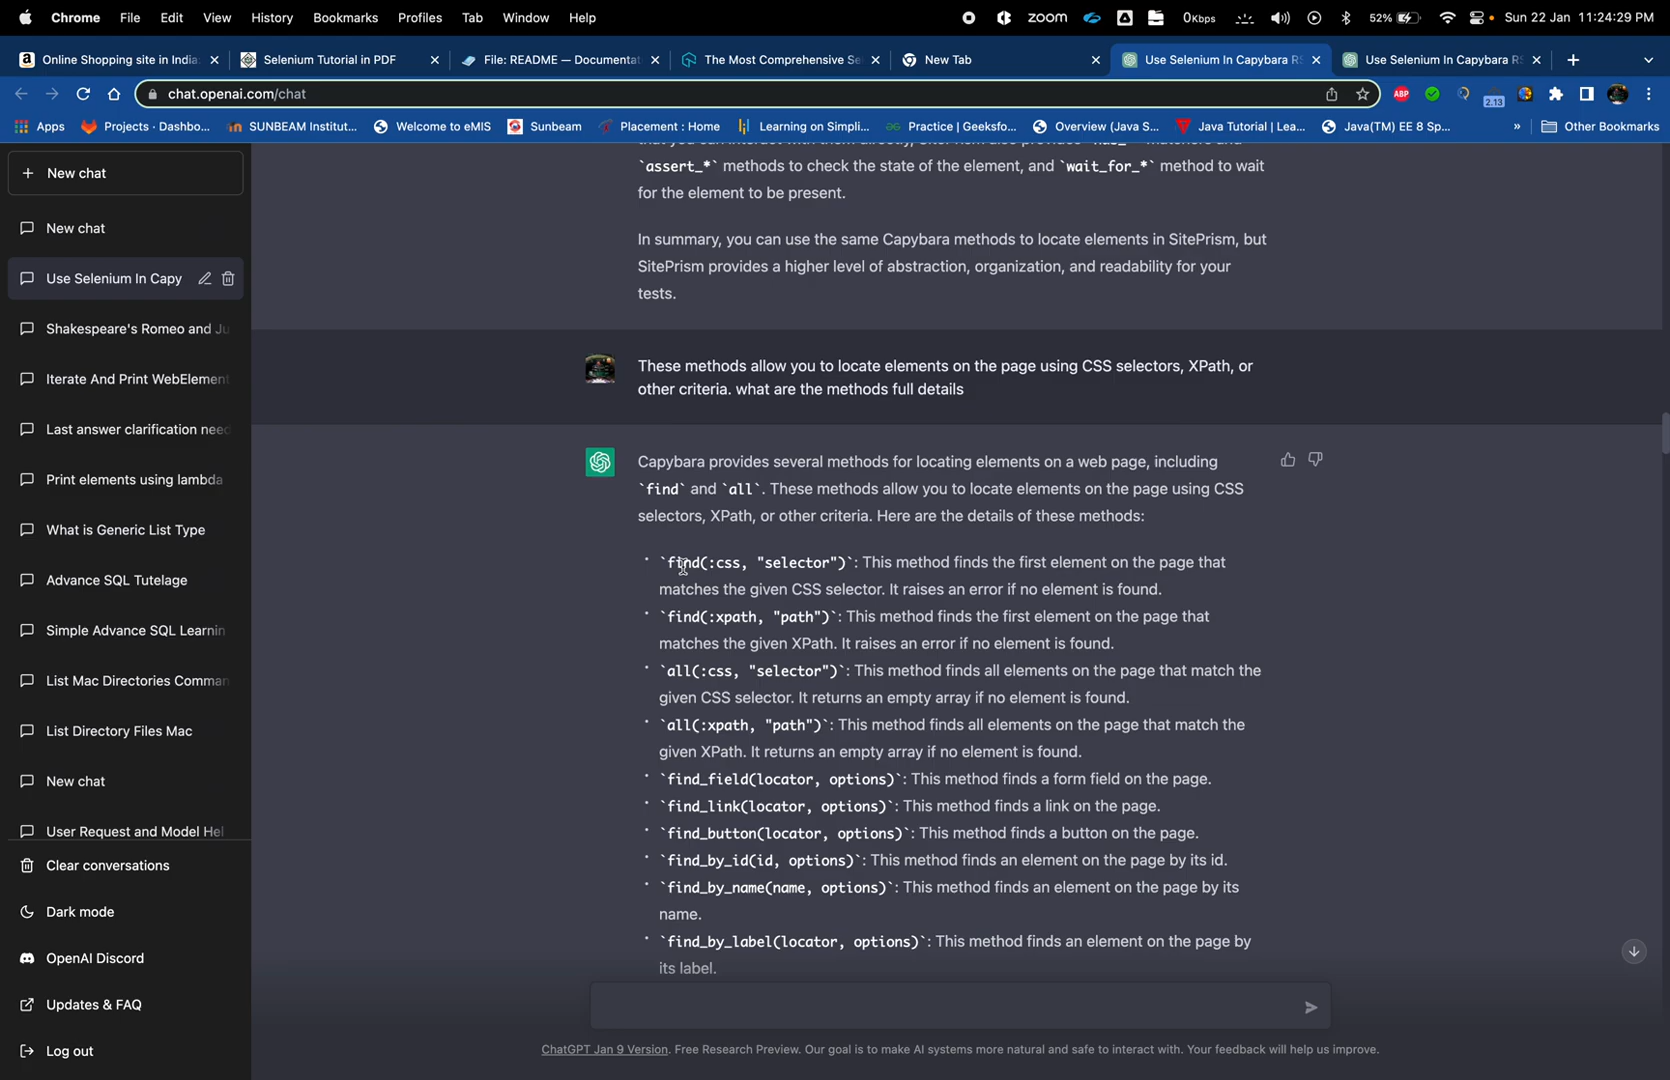 Chrome File Edit View History Bookmarks Profiles Tab Window Help zoom 0Kbps 52% Sun 22 Jan 11:24:29 PM
Online Shopping site in India: Selenium Tutorial in PDF File: README — Documentat The Most Comprehensive Se New Tab Use Selenium In Capybara RS Use Selenium In Capybara RS
chat.openai.com/chat ABP 2.13
Apps Projects · Dashbo... SUNBEAM Institut... Welcome to eMIS Sunbeam Placement : Home Learning on Simpli... Practice | Geeksfo... Overview (Java S... Java Tutorial | Lea... Java(TM) EE 8 Sp... » Other Bookmarks
+ New chat
New chat
Use Selenium In Capy
Shakespeare's Romeo and Ju
Iterate And Print WebElement
Last answer clarification need
Print elements using lambda
What is Generic List Type
Advance SQL Tutelage
Simple Advance SQL Learnin
List Mac Directories Comman
List Directory Files Mac
New chat
User Request and Model Hel
Clear conversations
Dark mode
OpenAI Discord
Updates & FAQ
Log out
`assert_*` methods to check the state of the element, and `wait_for_*` method to wait
for the element to be present.
In summary, you can use the same Capybara methods to locate elements in SitePrism, but
SitePrism provides a higher level of abstraction, organization, and readability for your
tests.
These methods allow you to locate elements on the page using CSS selectors, XPath, or
other criteria. what are the methods full details
Capybara provides several methods for locating elements on a web page, including
`find` and `all`. These methods allow you to locate elements on the page using CSS
selectors, XPath, or other criteria. Here are the details of these methods:
• `find(:css, "selector")`: This method finds the first element on the page that
matches the given CSS selector. It raises an error if no element is found.
• `find(:xpath, "path")`: This method finds the first element on the page that
matches the given XPath. It raises an error if no element is found.
• `all(:css, "selector")`: This method finds all elements on the page that match the
given CSS selector. It returns an empty array if no element is found.
• `all(:xpath, "path")`: This method finds all elements on the page that match the
given XPath. It returns an empty array if no element is found.
• `find_field(locator, options)`: This method finds a form field on the page.
• `find_link(locator, options)`: This method finds a link on the page.
• `find_button(locator, options)`: This method finds a button on the page.
• `find_by_id(id, options)`: This method finds an element on the page by its id.
• `find_by_name(name, options)`: This method finds an element on the page by its
name.
• `find_by_label(locator, options)`: This method finds an element on the page by
its label.
ChatGPT Jan 9 Version. Free Research Preview. Our goal is to make AI systems more natural and safe to interact with. Your feedback will help us improve.